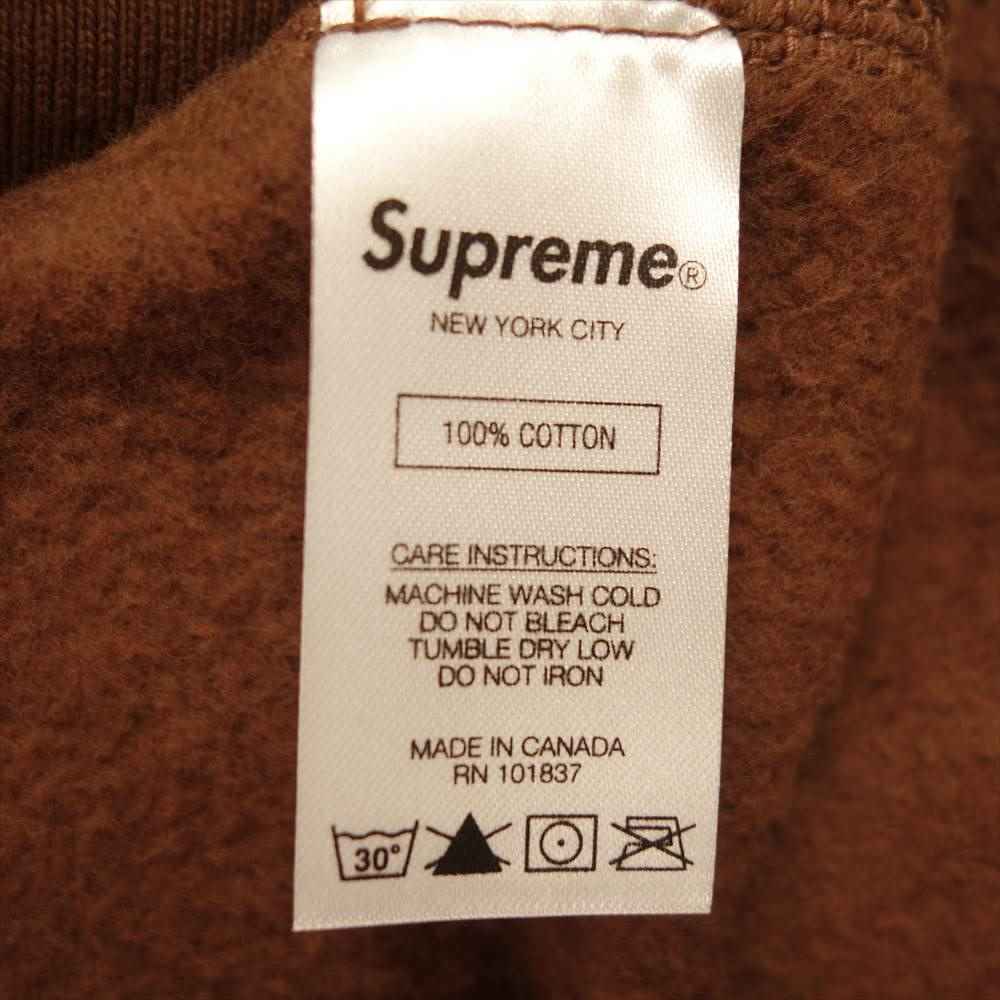 Supreme®
NEW YORK CITY
100% COTTON
CARE INSTRUCTIONS:
MACHINE WASH COLD
DO NOT BLEACH
TUMBLE DRY LOW
DO NOT IRON
MADE IN CANADA
RN 101837
30°